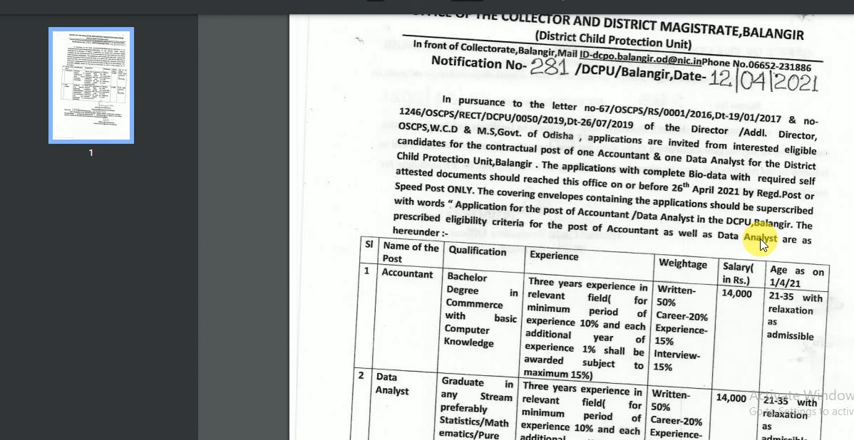 OFFICE OF THE COLLECTOR AND DISTRICT MAGISTRATE,BALANGIR
(District Child Protection Unit)
In front of Collectorate,Balangir,Mail ID-dcpo.balangir.od@nic.inPhone No.06652-231886
Notification No- 281 /DCPU/Balangir,Date- 12/04/2021
In pursuance to the letter no-67/OSCPS/RS/0001/2016,Dt-19/01/2017 & no-
1246/OSCPS/RECT/DCPU/0050/2019,Dt-26/07/2019 of the Director /Addl. Director,
OSCPS,W.C.D & M.S,Govt. of Odisha , applications are invited from interested eligible
candidates for the contractual post of one Accountant & one Data Analyst for the District
Child Protection Unit,Balangir . The applications with complete Bio-data with required self
attested documents should reached this office on or before 26th April 2021 by Regd.Post or
Speed Post ONLY. The covering envelopes containing the applications should be superscribed
with words “ Application for the post of Accountant /Data Analyst in the DCPU,Balangir. The
prescribed eligibility criteria for the post of Accountant as well as Data Analyst are as
hereunder :-
Sl Name of the Qualification Experience Weightage Salary( Age as on
Post in Rs.) 1/4/21
1 Accountant Bachelor Three years experience in Written- 14,000 21-35 with
Degree in relevant field( for 50% relaxation
Commmerce minimum period of Career-20% as
with basic experience 10% and each Experience- admissible
Computer additional year of 15%
Knowledge experience 1% shall be Interview-
awarded subject to 15%
maximum 15%)
2 Data Graduate in Three years experience in Written- 14,000 21-35 with
Analyst any Stream relevant field( for 50% relaxation
preferably minimum period of Career-20% as
Statistics/Math experience 10% and each Experience-
ematics/Pure additional
1